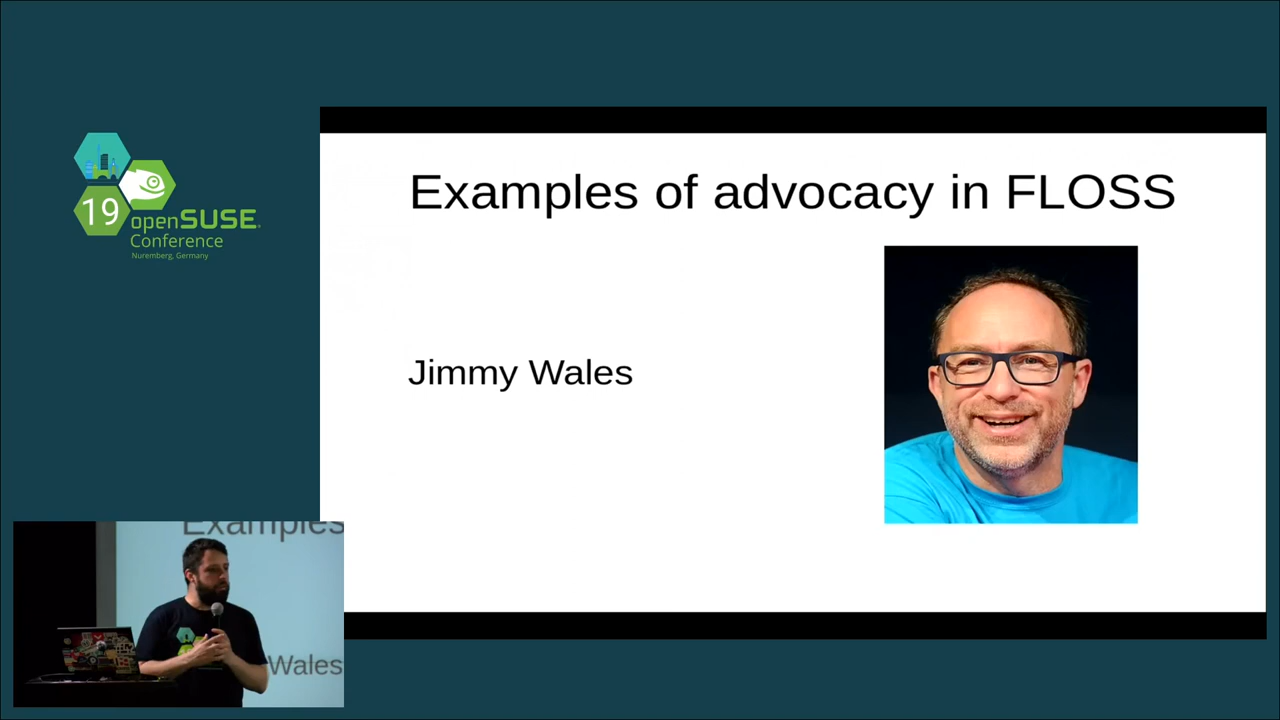 19
openSUSE
Conference
Nuremberg, Germany
Examples of advocacy in FLOSS
Jimmy Wales
Examples
Wales